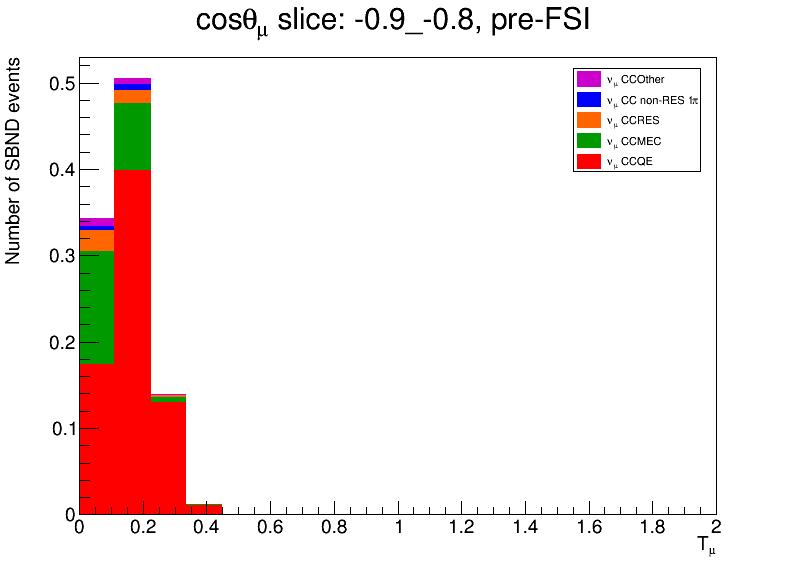 cosθμ slice: -0.9_-0.8, pre-FSI
Number of SBND events
νμ CCOther
νμ CC non-RES 1π
νμ CCRES
νμ CCMEC
νμ CCQE
0.5
0.4
0.3
0.2
0.1
0
0 0.2 0.4 0.6 0.8 1 1.2 1.4 1.6 1.8 2
Tμ